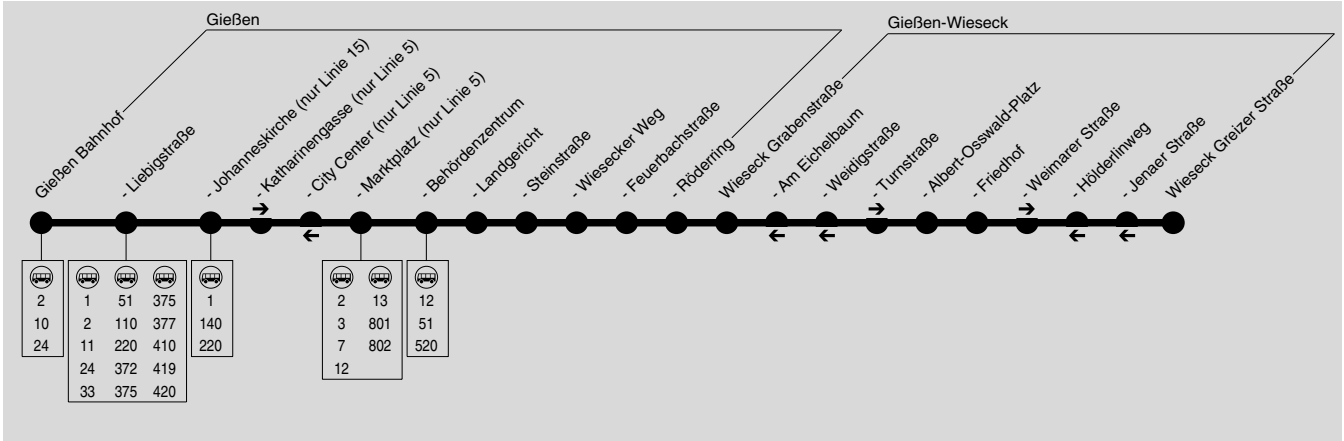 Gießen
Gießen-Wieseck
Gießen Bahnhof
- Liebigstraße
- Johanneskirche (nur Linie 15)
- Katharinengasse (nur Linie 5)
- City Center (nur Linie 5)
- Marktplatz (nur Linie 5)
- Behördenzentrum
- Landgericht
- Steinstraße
- Wiesecker Weg
- Feuerbachstraße
- Röderring
Wieseck Grabenstraße
- Am Eichelbaum
- Weidigstraße
- Turnstraße
- Albert-Osswald-Platz
- Friedhof
- Weimarer Straße
- Hölderlinweg
- Jenaer Straße
Wieseck Greizer Straße
2
10
24
1 51 375
2 110 377
11 220 410
24 372 419
33 375 420
1
140
220
2 13
3 801
7 802
12
12
51
520